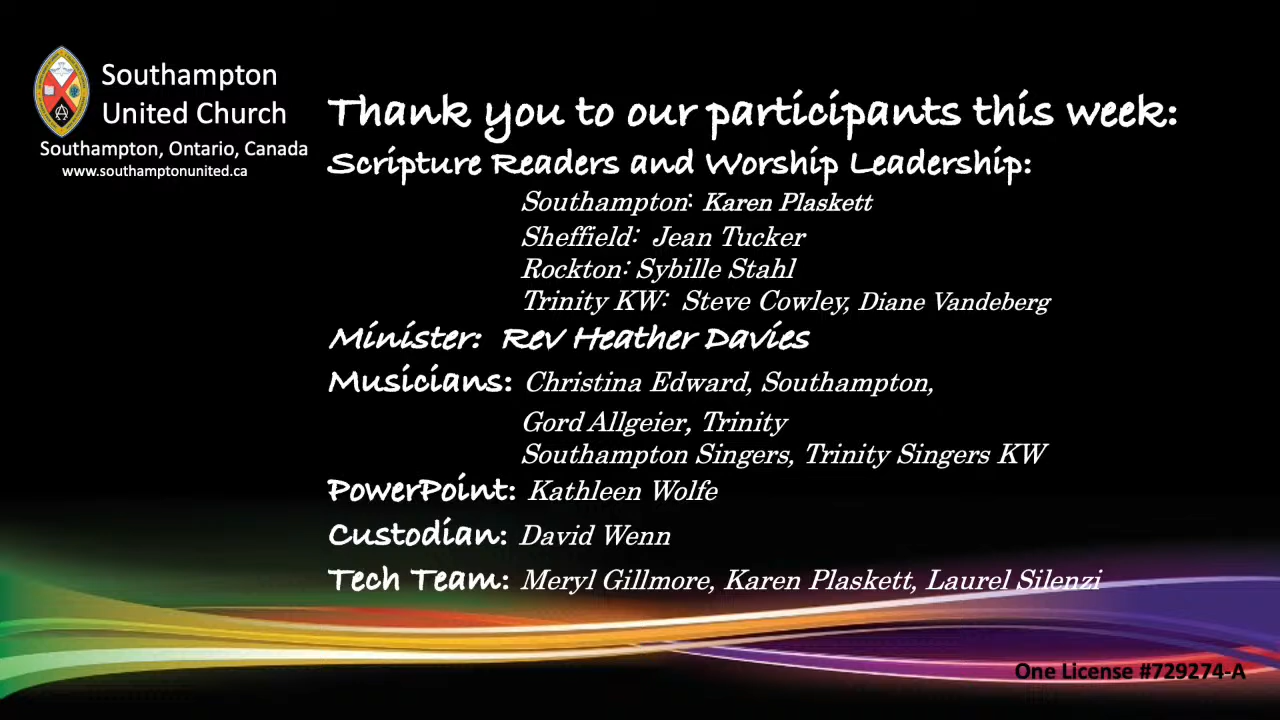 Southampton
United Church
Southampton, Ontario, Canada
www.southamptonunited.ca
Thank you to our participants this week:
Scripture Readers and Worship Leadership:
Southampton: Karen Plaskett
Sheffield: Jean Tucker
Rockton: Sybille Stahl
Trinity KW: Steve Cowley, Diane Vandeberg
Minister: Rev Heather Davies
Musicians: Christina Edward, Southampton,
Gord Allgeier, Trinity
Southampton Singers, Trinity Singers KW
PowerPoint: Kathleen Wolfe
Custodian: David Wenn
Tech Team: Meryl Gillmore, Karen Plaskett, Laurel Silenzi
One License #729274-A